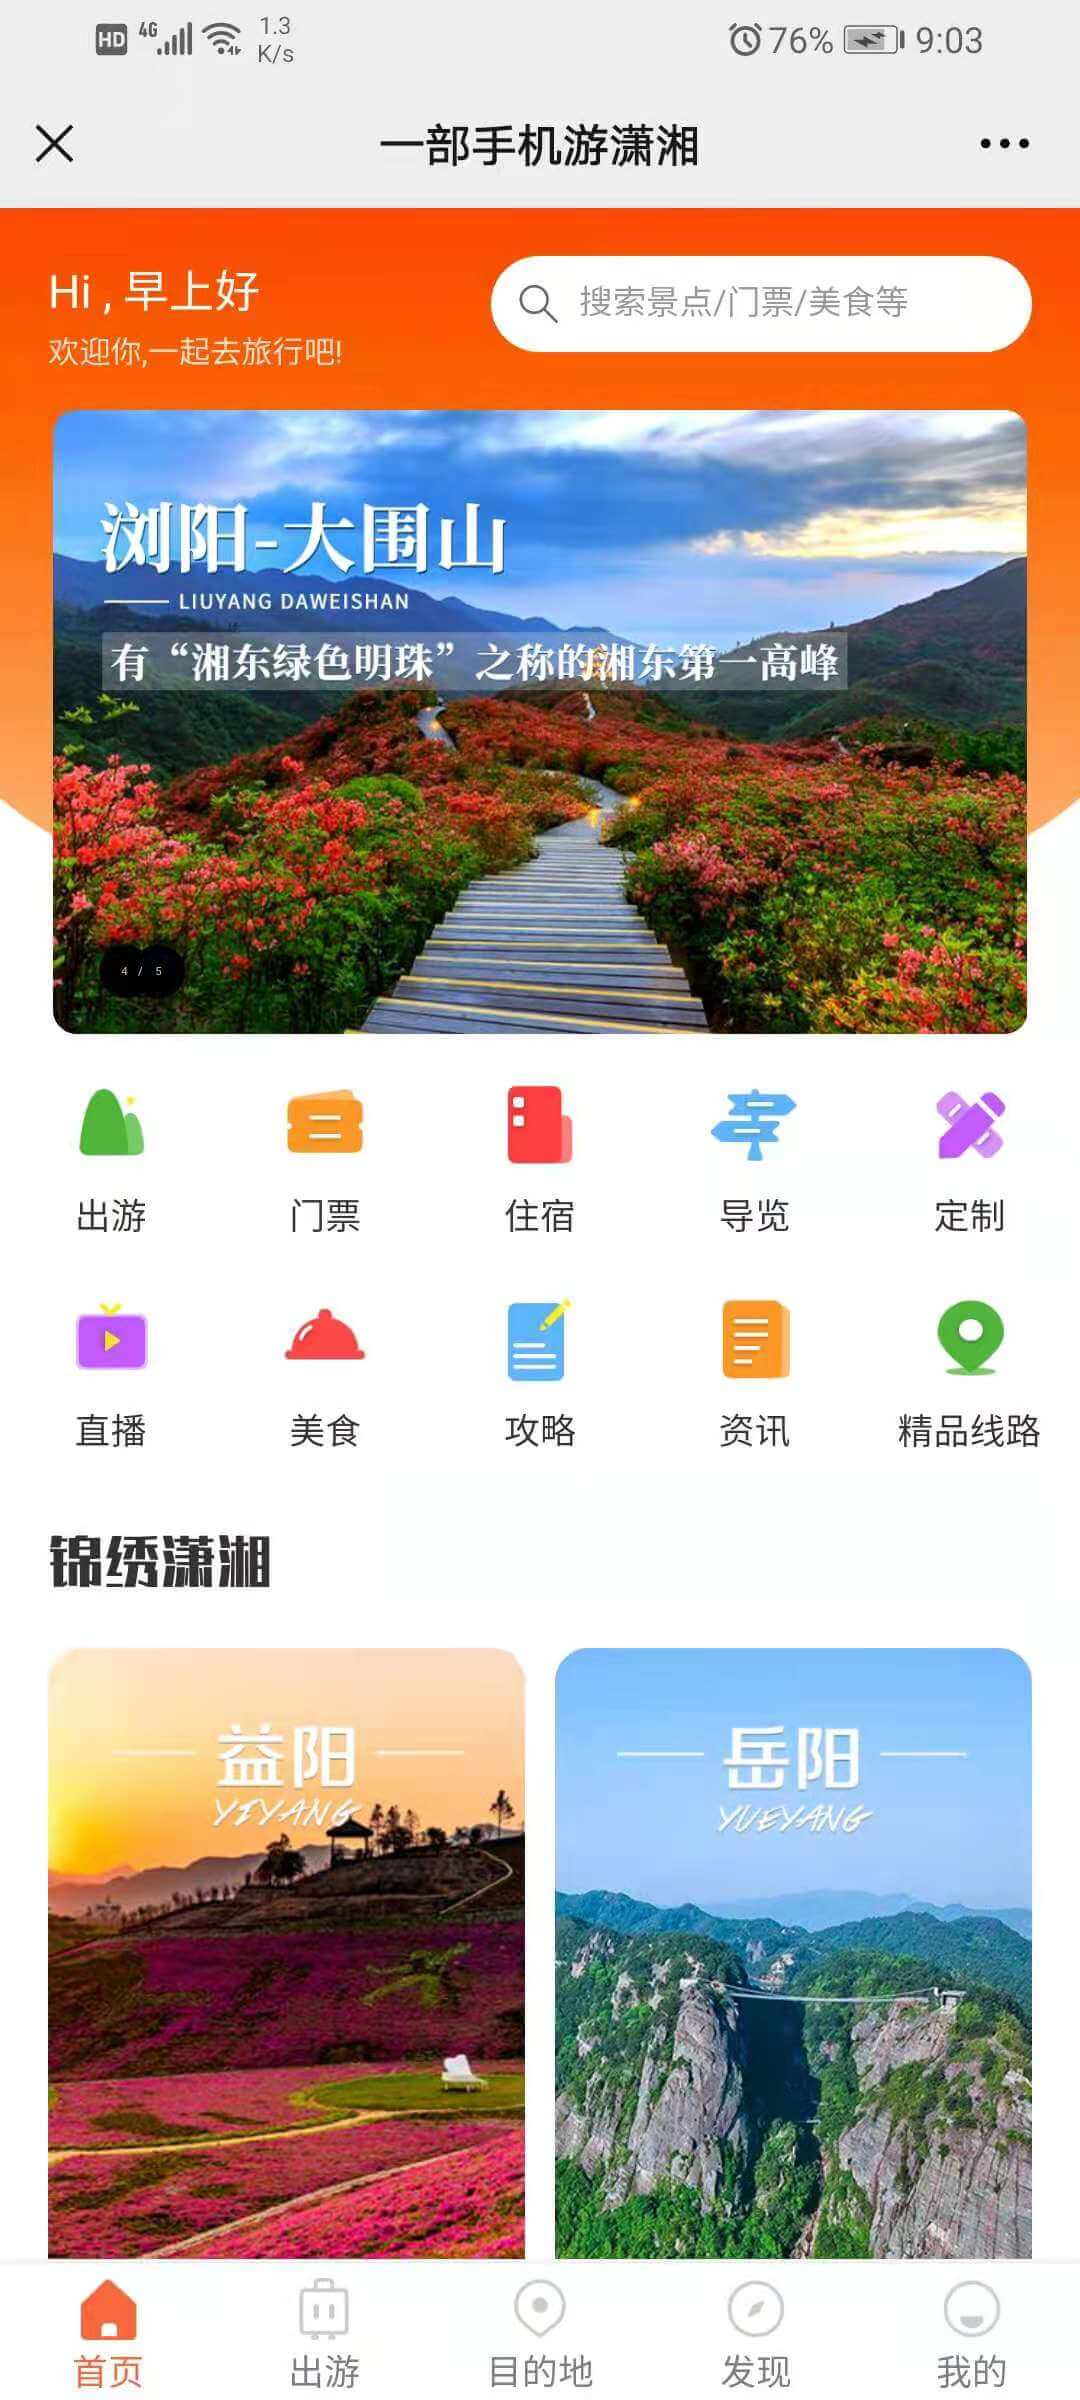 HD 4G 1.3 K/s 76% 9:03
一部手机游潇湘
Hi , 早上好
搜索景点/门票/美食等
欢迎你,一起去旅行吧!
浏阳-大围山
LIUYANG DAWEISHAN
有“湘东绿色明珠”之称的湘东第一高峰
4 / 5
出游 门票 住宿 导览 定制
直播 美食 攻略 资讯 精品线路
锦绣潇湘
益阳
YIYANG
岳阳
YUEYANG
首页 出游 目的地 发现 我的